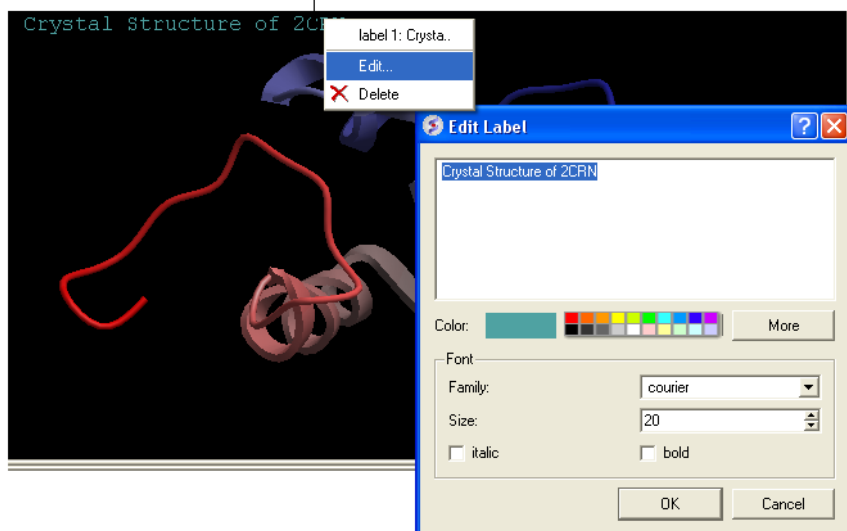 Crystal Structure of 2CRN
label 1: Crysta..
Edit...
Delete
Edit Label
Crystal Structure of 2CRN
Color:
More
Font
Family:
courier
Size:
20
italic
bold
OK
Cancel